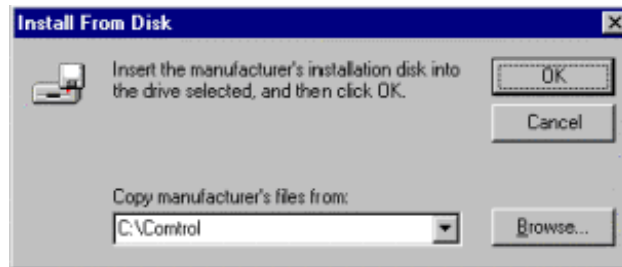 Install From Disk
Insert the manufacturer's installation disk into
the drive selected, and then click OK.
OK
Cancel
Copy manufacturer's files from:
C:\Comtrol
Browse...